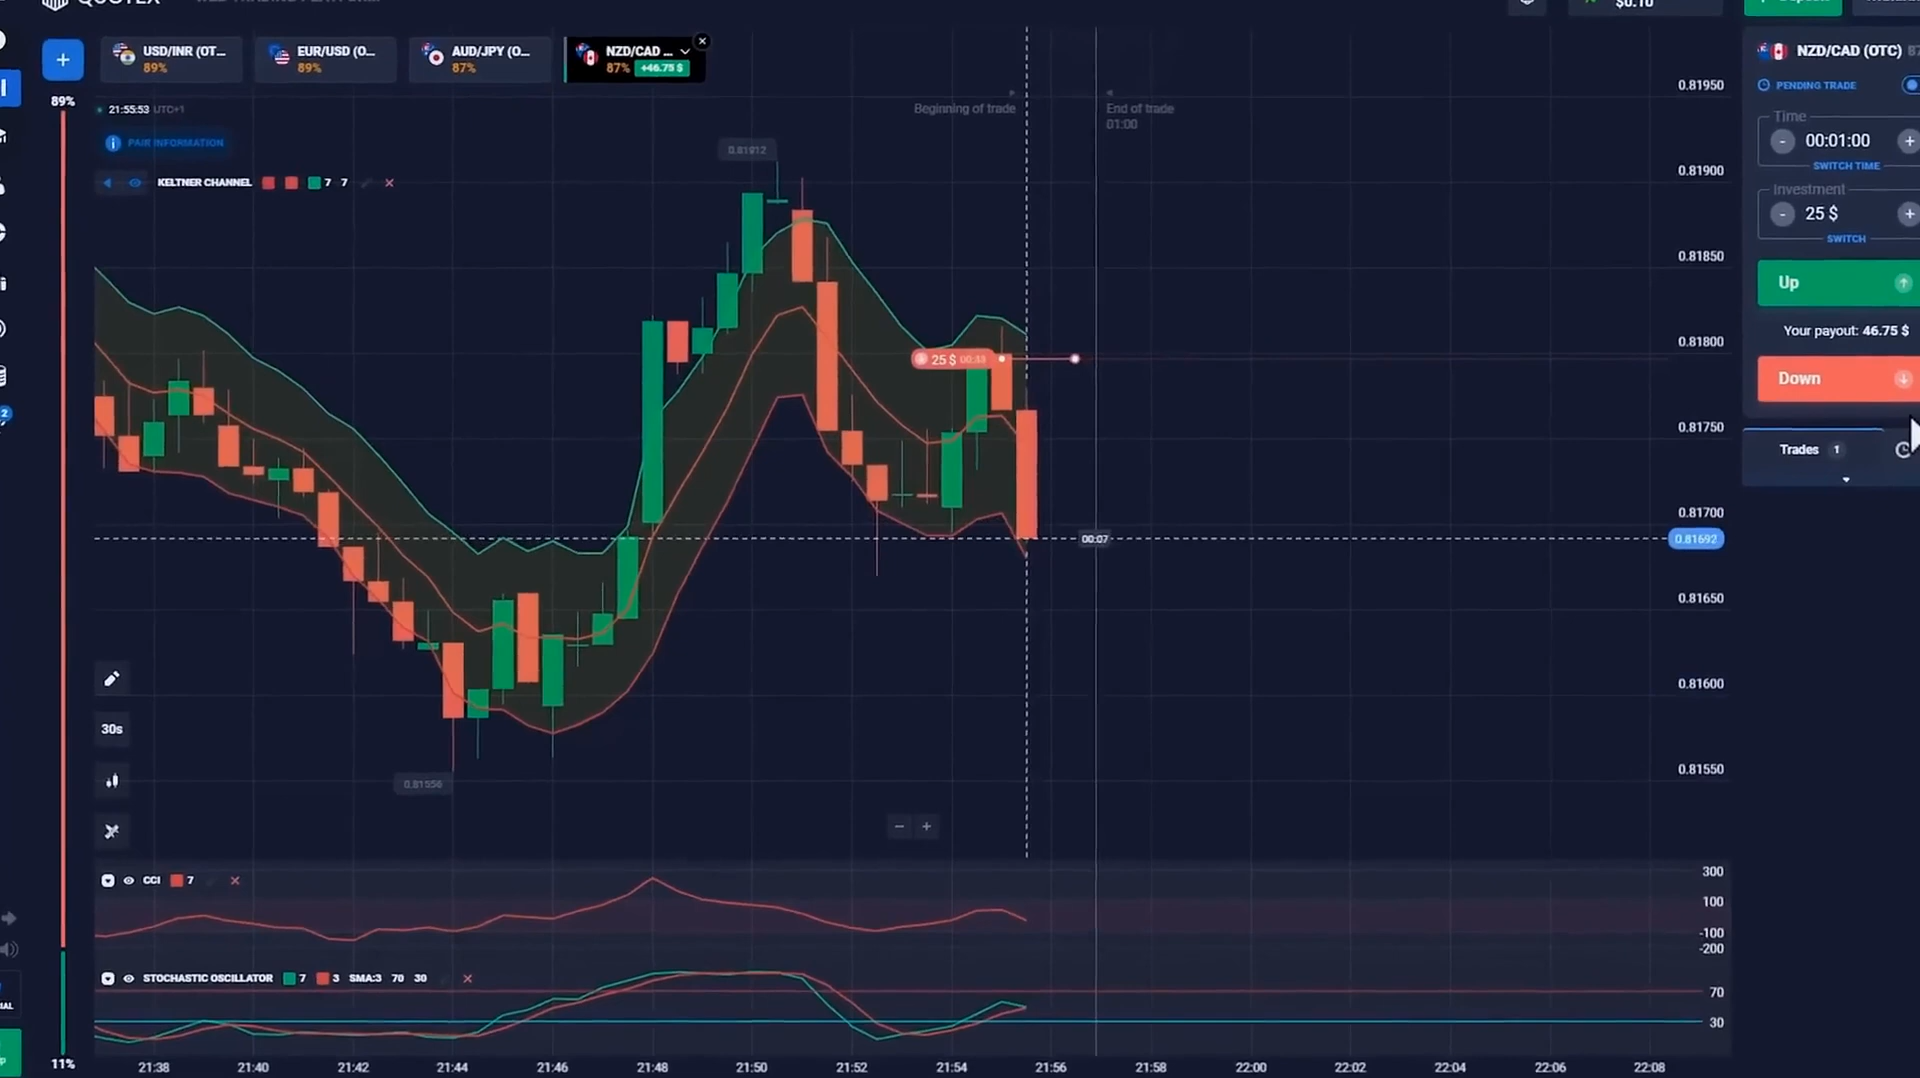 QUOTEX
$0.10
USD/INR (OT...
89%
EUR/USD (O...
89%
AUD/JPY (O...
87%
NZD/CAD ...
87% +46.75 $
89%
21:55:53 UTC+1
PAIR INFORMATION
KELTNER CHANNEL 7 7
Beginning of trade
End of trade
01:00
0.81912
25 $ 00:33
00:07
0.81556
0.81950
0.81900
0.81850
0.81800
0.81750
0.81700
0.81692
0.81650
0.81600
0.81550
NZD/CAD (OTC)
PENDING TRADE
Time
- 00:01:00 +
SWITCH TIME
Investment
- 25 $ +
SWITCH
Up
Your payout: 46.75 $
Down
Trades 1
2
30s
CCI 7
300
100
-100
-200
STOCHASTIC OSCILLATOR 7 3 SMA:3 70 30
70
30
11%
21:38 21:40 21:42 21:44 21:46 21:48 21:50 21:52 21:54 21:56 21:58 22:00 22:02 22:04 22:06 22:08